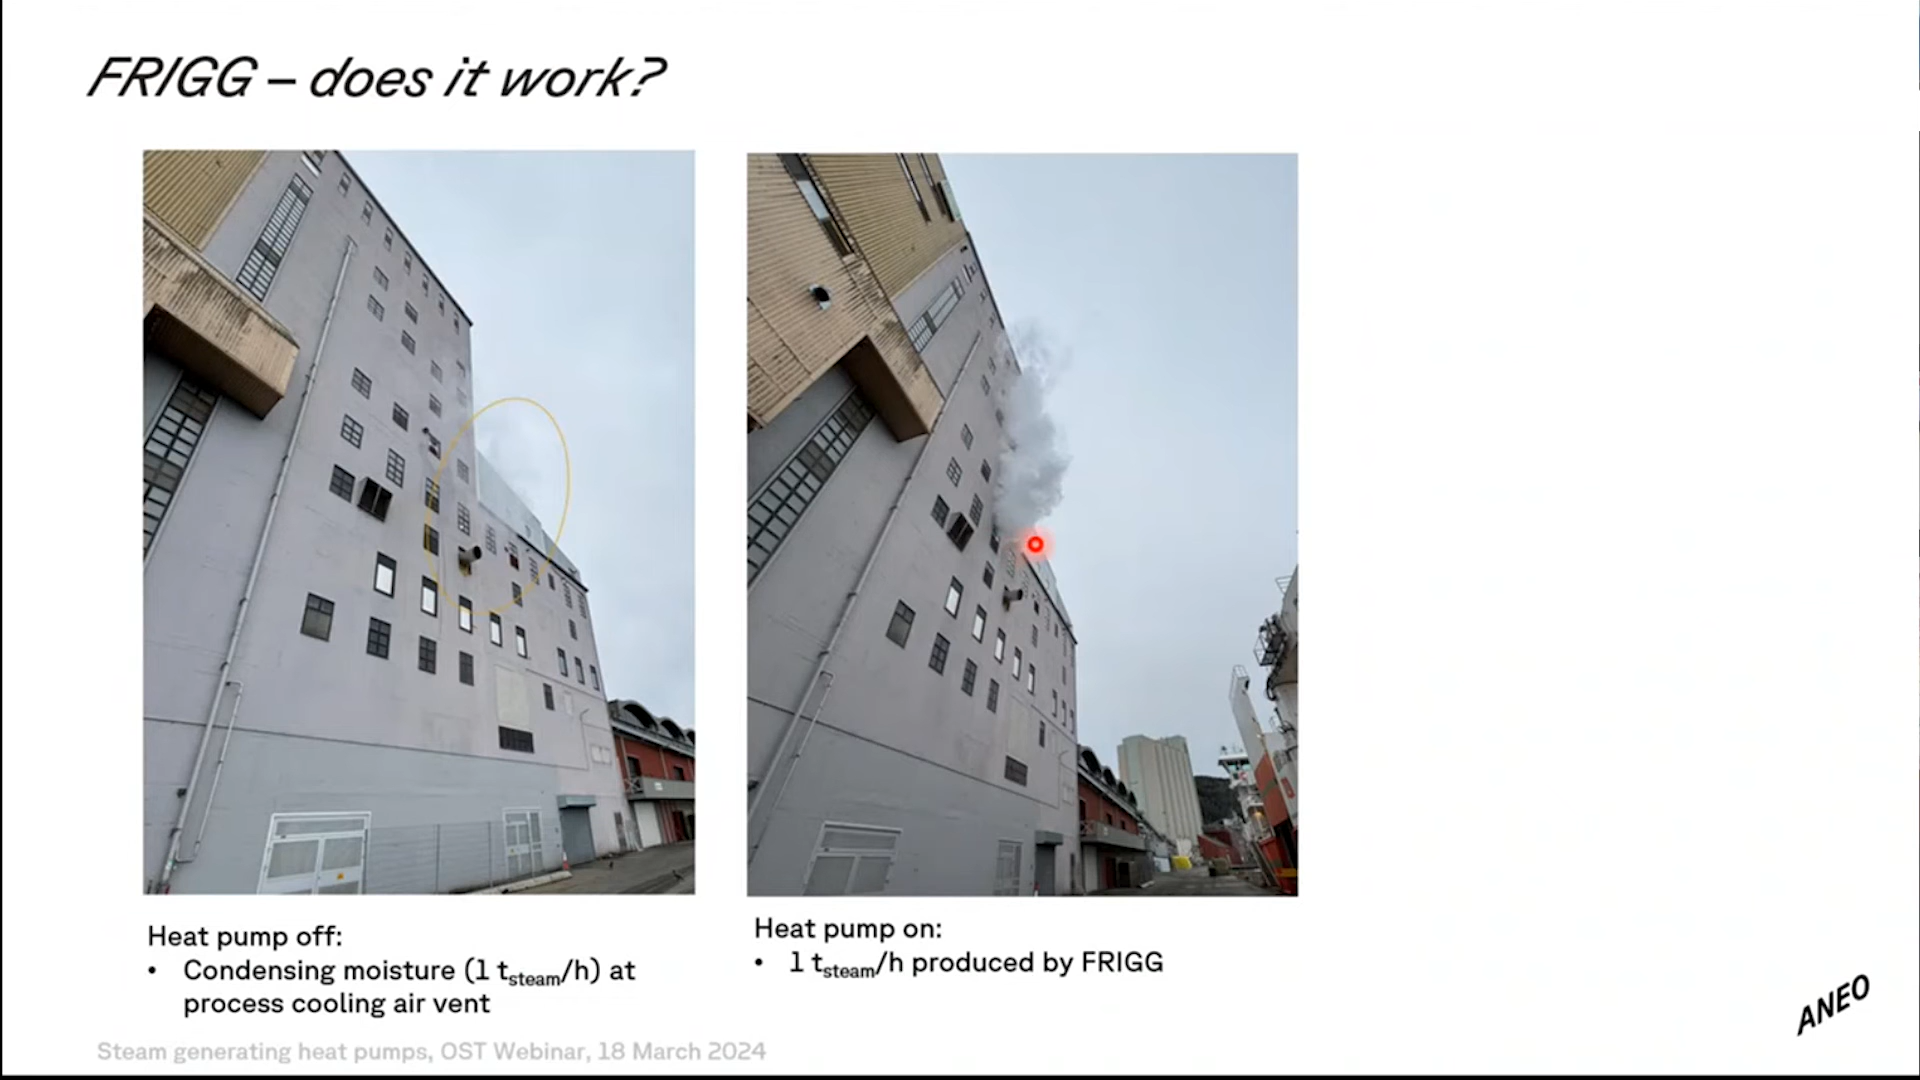 FRIGG – does it work?
Heat pump off:
• Condensing moisture (1 tsteam/h) at
process cooling air vent
Heat pump on:
• 1 tsteam/h produced by FRIGG
Steam generating heat pumps, OST Webinar, 18 March 2024
ANEO